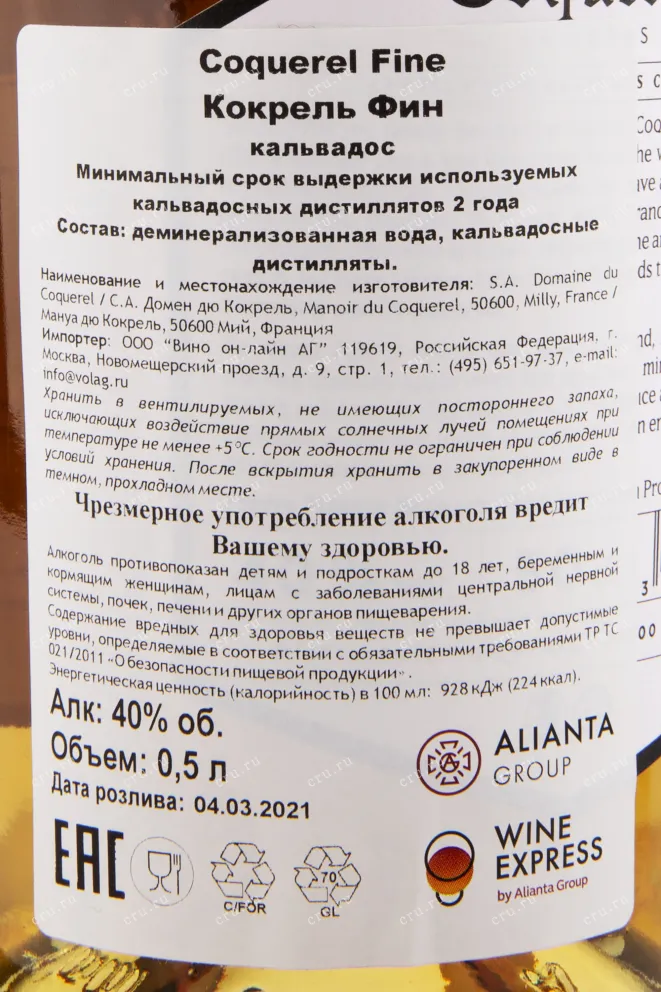 Coquerel Fine
Кокрель Фин
кальвадос
Минимальный срок выдержки используемых
кальвадосных дистиллятов 2 года
Состав: деминерализованная вода, кальвадосные
дистилляты.
Наименование и местонахождение изготовителя: S.A. Domaine du
Coquerel / С.А. Домен дю Кокрель, Manoir du Coquerel, 50600, Milly, France /
Мануа дю Кокрель, 50600 Мий, Франция
Импортер: ООО "Вино он-лайн АГ" 119619, Российская Федерация, г.
Москва, Новомещерский проезд, д. 9, стр. 1, тел.: (495) 651-97-37, e-mail:
info@volag.ru
Хранить в вентилируемых, не имеющих постороннего запаха,
исключающих воздействие прямых солнечных лучей помещениях при
температуре не менее +5°С. Срок годности не ограничен при соблюдении
условий хранения. После вскрытия хранить в закупоренном виде в
темном, прохладном месте.
Чрезмерное употребление алкоголя вредит
Вашему здоровью.
Алкоголь противопоказан детям и подросткам до 18 лет, беременным и
кормящим женщинам, лицам с заболеваниями центральной нервной
системы, почек, печени и других органов пищеварения.
Содержание вредных для здоровья веществ не превышает допустимые
уровни, определяемые в соответствии с обязательными требованиями ТР ТС
021/2011 «О безопасности пищевой продукции» .
Энергетическая ценность (калорийность) в 100 мл: 928 кДж (224 ккал).
Алк: 40% об.
Объем: 0,5 л
Дата розлива: 04.03.2021
ALIANTA
GROUP
WINE
EXPRESS
by Alianta Group
EAC
C/FOR
70
GL
cru.ru